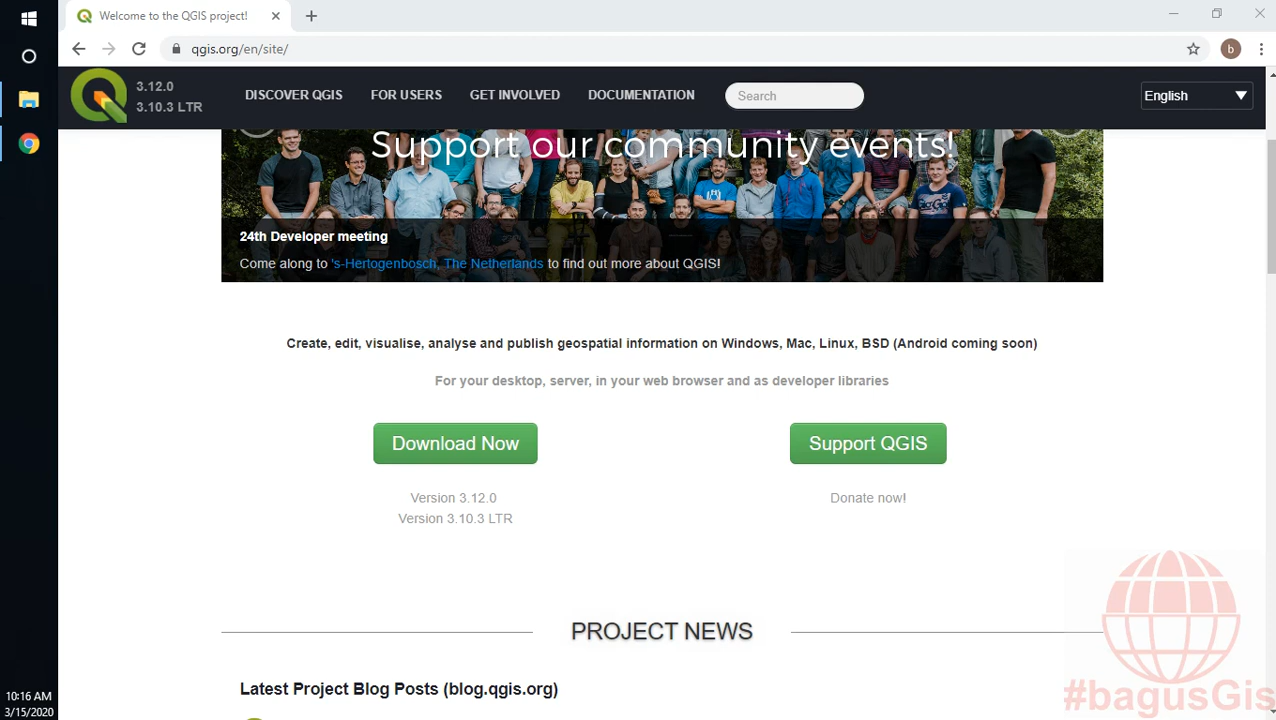 Welcome to the QGIS project!
qgis.org/en/site/
b
3.12.0
3.10.3 LTR
DISCOVER QGIS
FOR USERS
GET INVOLVED
DOCUMENTATION
Search
English
Support our community events!
24th Developer meeting
Come along to 's-Hertogenbosch, The Netherlands to find out more about QGIS!
Create, edit, visualise, analyse and publish geospatial information on Windows, Mac, Linux, BSD (Android coming soon)
For your desktop, server, in your web browser and as developer libraries
Download Now
Support QGIS
Version 3.12.0
Donate now!
Version 3.10.3 LTR
PROJECT NEWS
Latest Project Blog Posts (blog.qgis.org)
#bagusGis
10:16 AM
3/15/2020